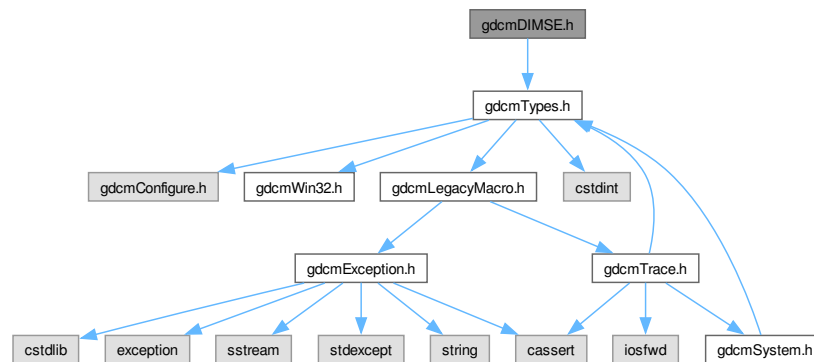 gdcmDIMSE.h
gdcmTypes.h
gdcmConfigure.h
gdcmWin32.h
gdcmLegacyMacro.h
cstdint
gdcmException.h
gdcmTrace.h
cstdlib
exception
sstream
stdexcept
string
cassert
iosfwd
gdcmSystem.h